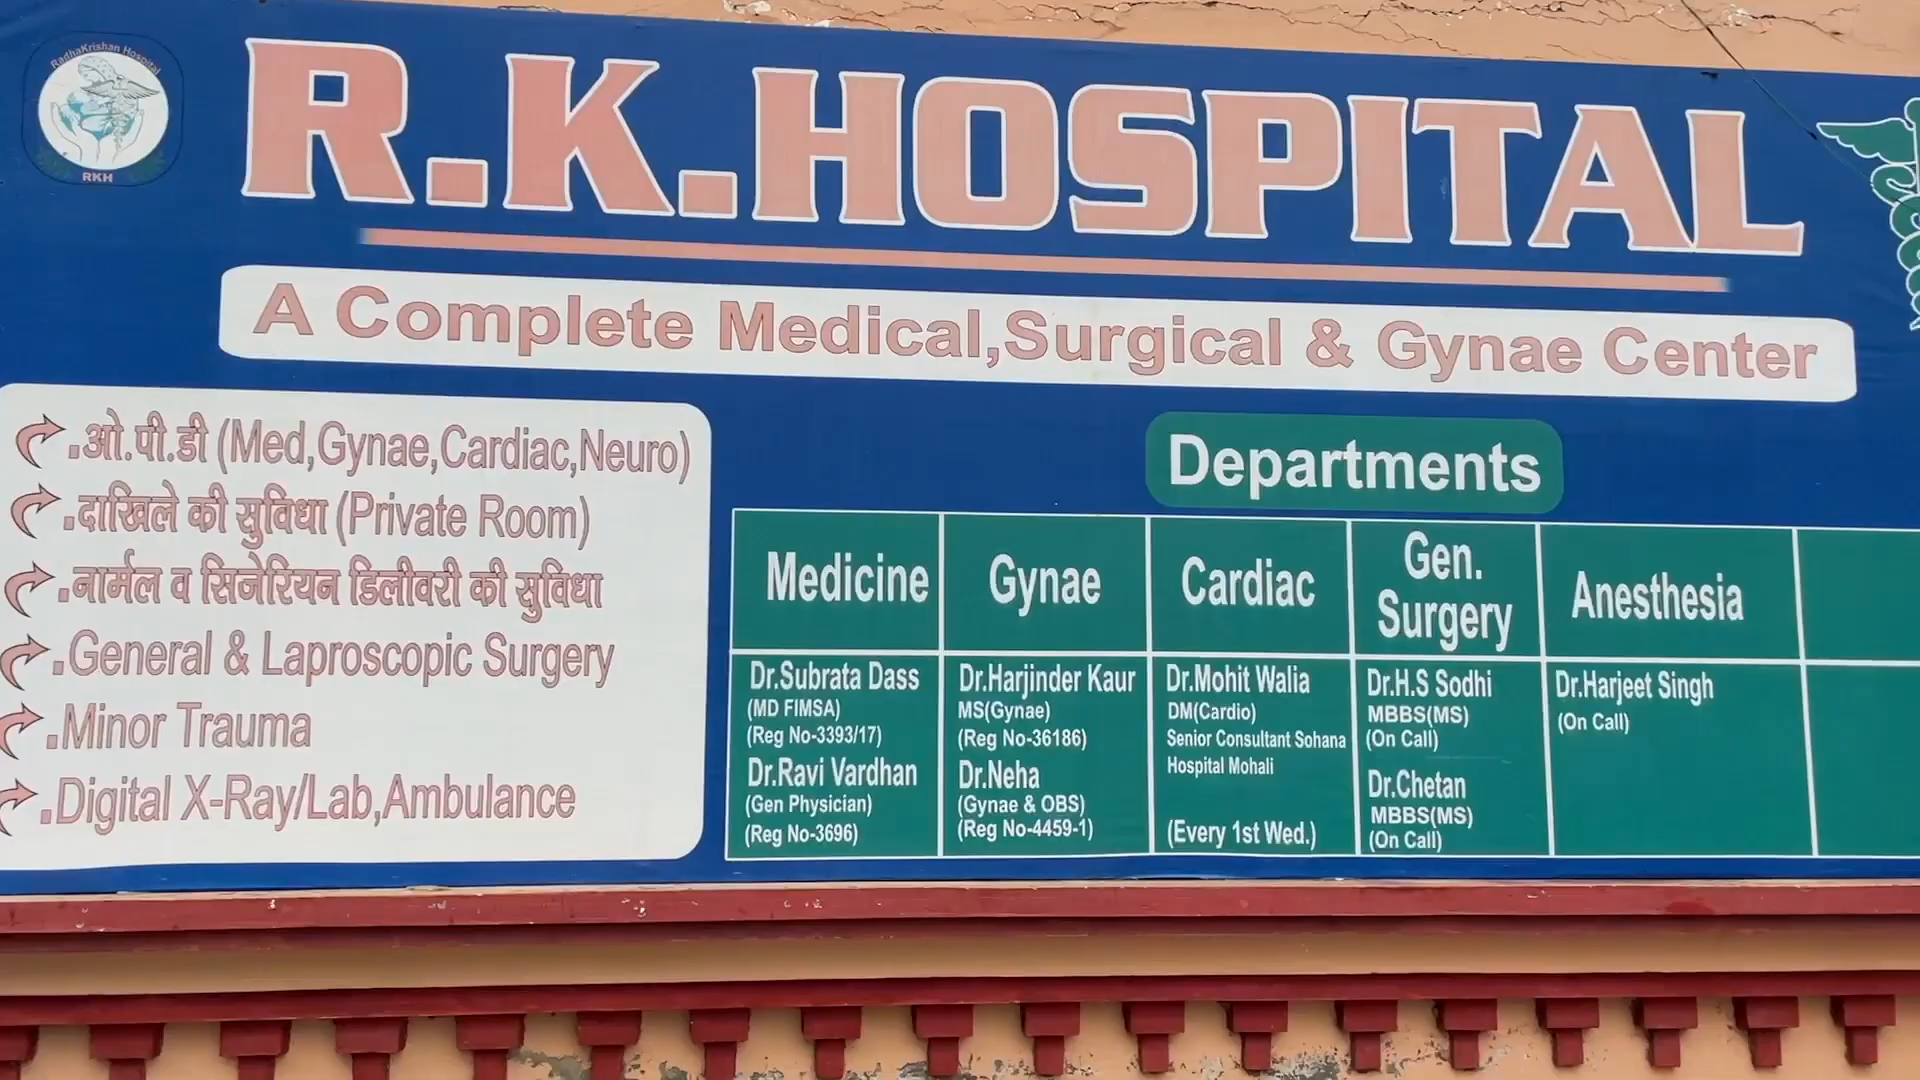 RadhaKrishan Hospital
RKH
R.K.HOSPITAL
A Complete Medical,Surgical & Gynae Center
.ओ.पी.डी (Med,Gynae,Cardiac,Neuro)
.दाखिले की सुविधा (Private Room)
.नार्मल व सिजेरियन डिलीवरी की सुविधा
.General & Laproscopic Surgery
.Minor Trauma
.Digital X-Ray/Lab,Ambulance
Departments
Medicine
Dr.Subrata Dass
(MD FIMSA)
(Reg No-3393/17)
Dr.Ravi Vardhan
(Gen Physician)
(Reg No-3696)
Gynae
Dr.Harjinder Kaur
MS(Gynae)
(Reg No-36186)
Dr.Neha
(Gynae & OBS)
(Reg No-4459-1)
Cardiac
Dr.Mohit Walia
DM(Cardio)
Senior Consultant Sohana
Hospital Mohali
(Every 1st Wed.)
Gen.
Surgery
Dr.H.S Sodhi
MBBS(MS)
(On Call)
Dr.Chetan
MBBS(MS)
(On Call)
Anesthesia
Dr.Harjeet Singh
(On Call)